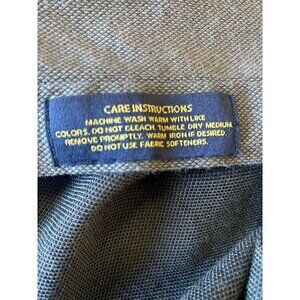 CARE INSTRUCTIONS
MACHINE WASH WARM WITH LIKE
COLORS. DO NOT BLEACH. TUMBLE DRY MEDIUM.
REMOVE PROMPTLY. WARM IRON IF DESIRED.
DO NOT USE FABRIC SOFTENERS.